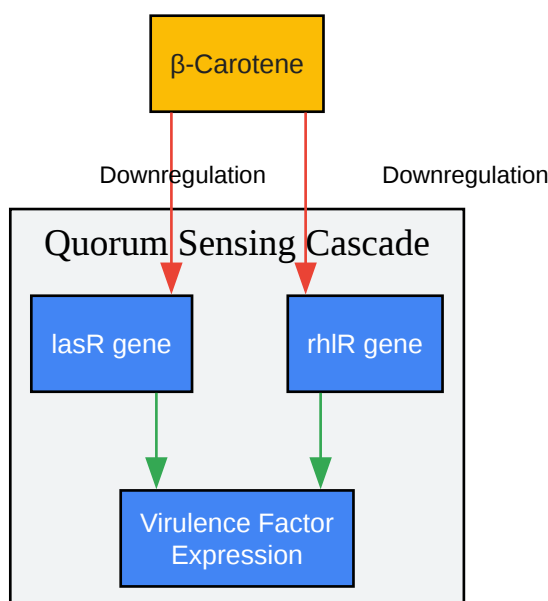 β-Carotene
Downregulation
Downregulation
Quorum Sensing Cascade
lasR gene
rhlR gene
Virulence Factor
Expression